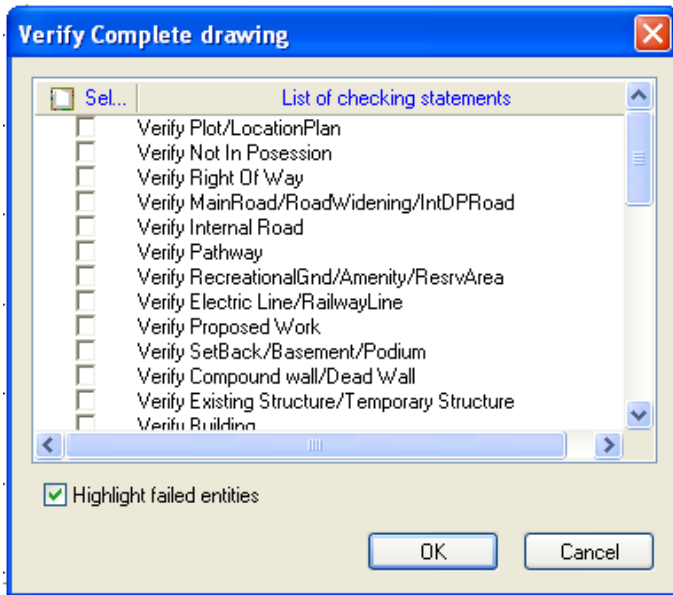 Verify Complete drawing
Sel... List of checking statements
Verify Plot/LocationPlan
Verify Not In Posession
Verify Right Of Way
Verify MainRoad/RoadWidening/IntDPRoad
Verify Internal Road
Verify Pathway
Verify RecreationalGnd/Amenity/ResrvArea
Verify Electric Line/RailwayLine
Verify Proposed Work
Verify SetBack/Basement/Podium
Verify Compound wall/Dead Wall
Verify Existing Structure/Temporary Structure
Verify Building
Highlight failed entities
OK Cancel